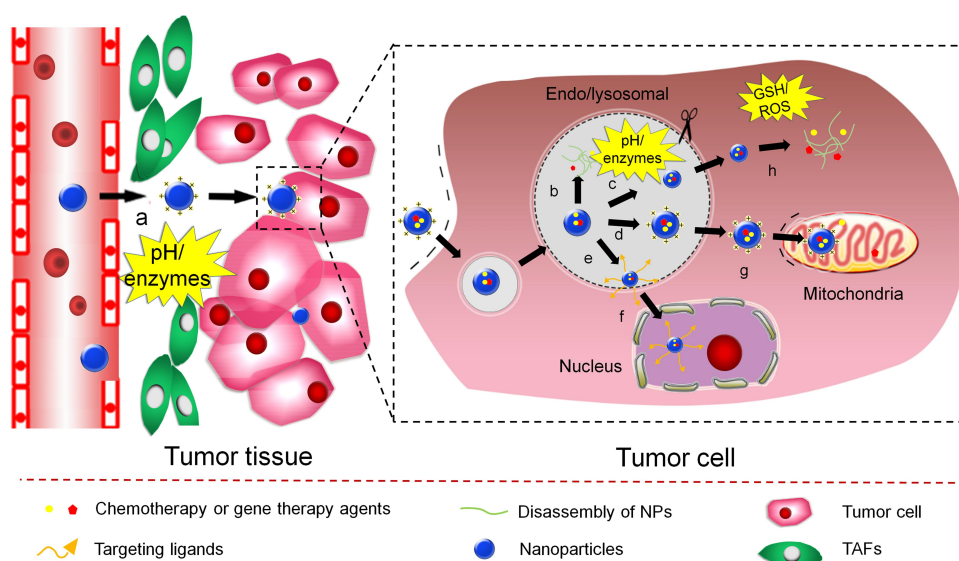 a
pH/
enzymes
Endo/lysosomal
pH/
enzymes
GSH/
ROS
b
c
d
e
f
g
h
Mitochondria
Nucleus
Tumor tissue
Tumor cell
Chemotherapy or gene therapy agents
Disassembly of NPs
Tumor cell
Targeting ligands
Nanoparticles
TAFs